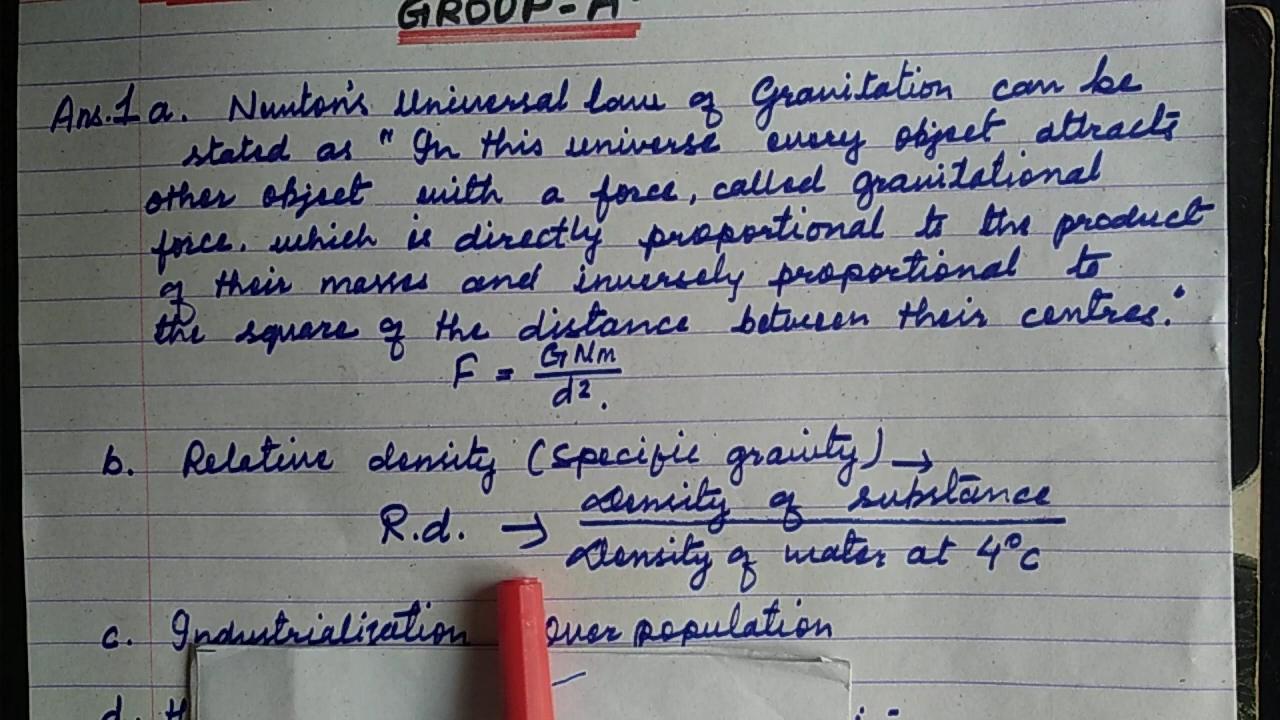 GROUP-A
Ans.1 a. Newton's Universal law of Gravitation can be
stated as " In this universe every object attracts
other object with a force, called gravitational
force. which is directly proportional to the product
of their masses and inversely proportional to
the square of the distance between their centres."
F = GMm
d².
b. Relative density (specific gravity) →
R.d. → Density of substance
Density of water at 4°C
c. Industrialization Over population
d.